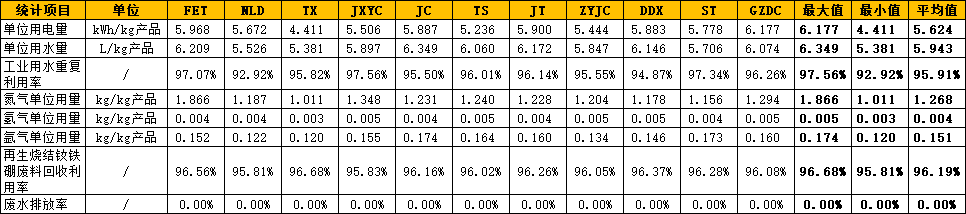 统计项目 单位 FET NLD TX JXYC JC TS JT ZYJC DDX ST GZDC 最大值 最小值 平均值
单位用电量 kWh/kg产品 5.968 5.672 4.411 5.506 5.887 5.236 5.900 5.444 5.883 5.778 6.177 6.177 4.411 5.624
单位用水量 L/kg产品 6.209 5.526 5.381 5.897 6.349 6.060 6.172 5.847 6.146 5.706 6.074 6.349 5.381 5.943
工业用水重复
利用率 / 97.07% 92.92% 95.82% 97.56% 95.50% 96.01% 96.14% 95.55% 94.87% 97.34% 96.26% 97.56% 92.92% 95.91%
氮气单位用量 kg/kg产品 1.866 1.187 1.011 1.348 1.231 1.240 1.228 1.204 1.178 1.156 1.294 1.866 1.011 1.268
氢气单位用量 kg/kg产品 0.004 0.004 0.003 0.005 0.004 0.005 0.004 0.004 0.005 0.004 0.005 0.005 0.003 0.004
氩气单位用量 kg/kg产品 0.152 0.122 0.120 0.155 0.174 0.164 0.160 0.134 0.146 0.173 0.160 0.174 0.120 0.151
再生烧结钕铁
硼废料回收利
用率 / 96.56% 95.81% 96.68% 95.83% 96.16% 96.02% 96.26% 96.05% 96.37% 96.28% 96.08% 96.68% 95.81% 96.19%
废水排放率 / 0.00% 0.00% 0.00% 0.00% 0.00% 0.00% 0.00% 0.00% 0.00% 0.00% 0.00% 0.00% 0.00% 0.00%